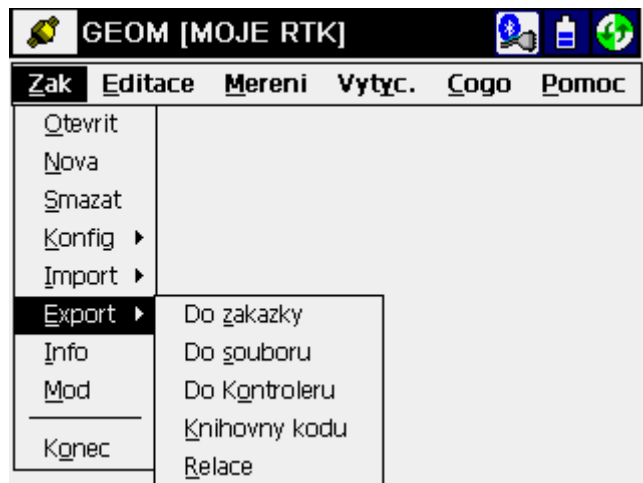 GEOM [MOJE RTK]
Zak Editace Mereni Vytyc. Cogo Pomoc
Otevrit
Nova
Smazat
Konfig
Import
Export
Info
Mod
Konec
Do zakazky
Do souboru
Do Kontroleru
Knihovny kodu
Relace